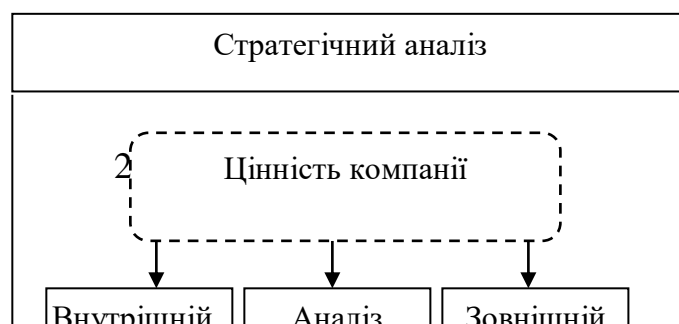 Стратегічний аналіз
2 Цінність компанії
Внутрішній Аналіз Зовнішній